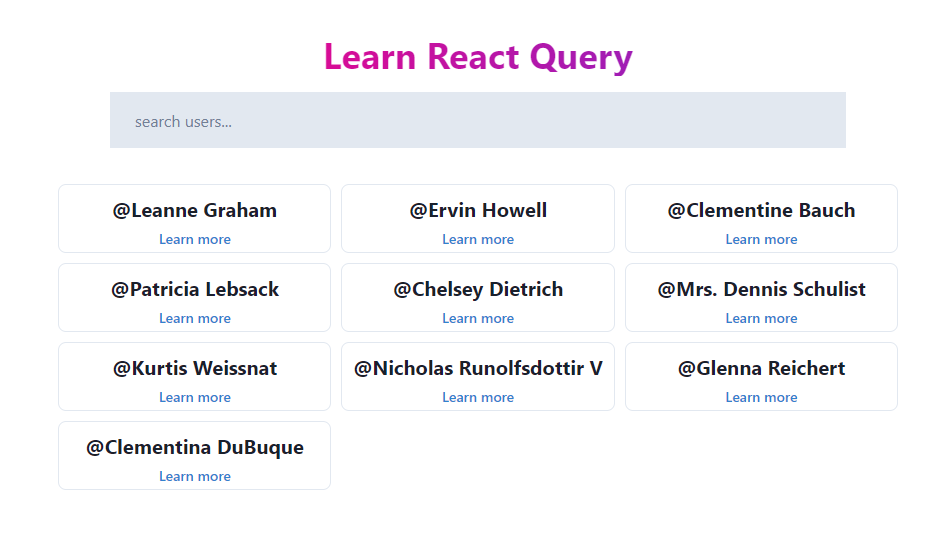 Learn React Query
search users...
@Leanne Graham
Learn more
@Ervin Howell
Learn more
@Clementine Bauch
Learn more
@Patricia Lebsack
Learn more
@Chelsey Dietrich
Learn more
@Mrs. Dennis Schulist
Learn more
@Kurtis Weissnat
Learn more
@Nicholas Runolfsdottir V
Learn more
@Glenna Reichert
Learn more
@Clementina DuBuque
Learn more